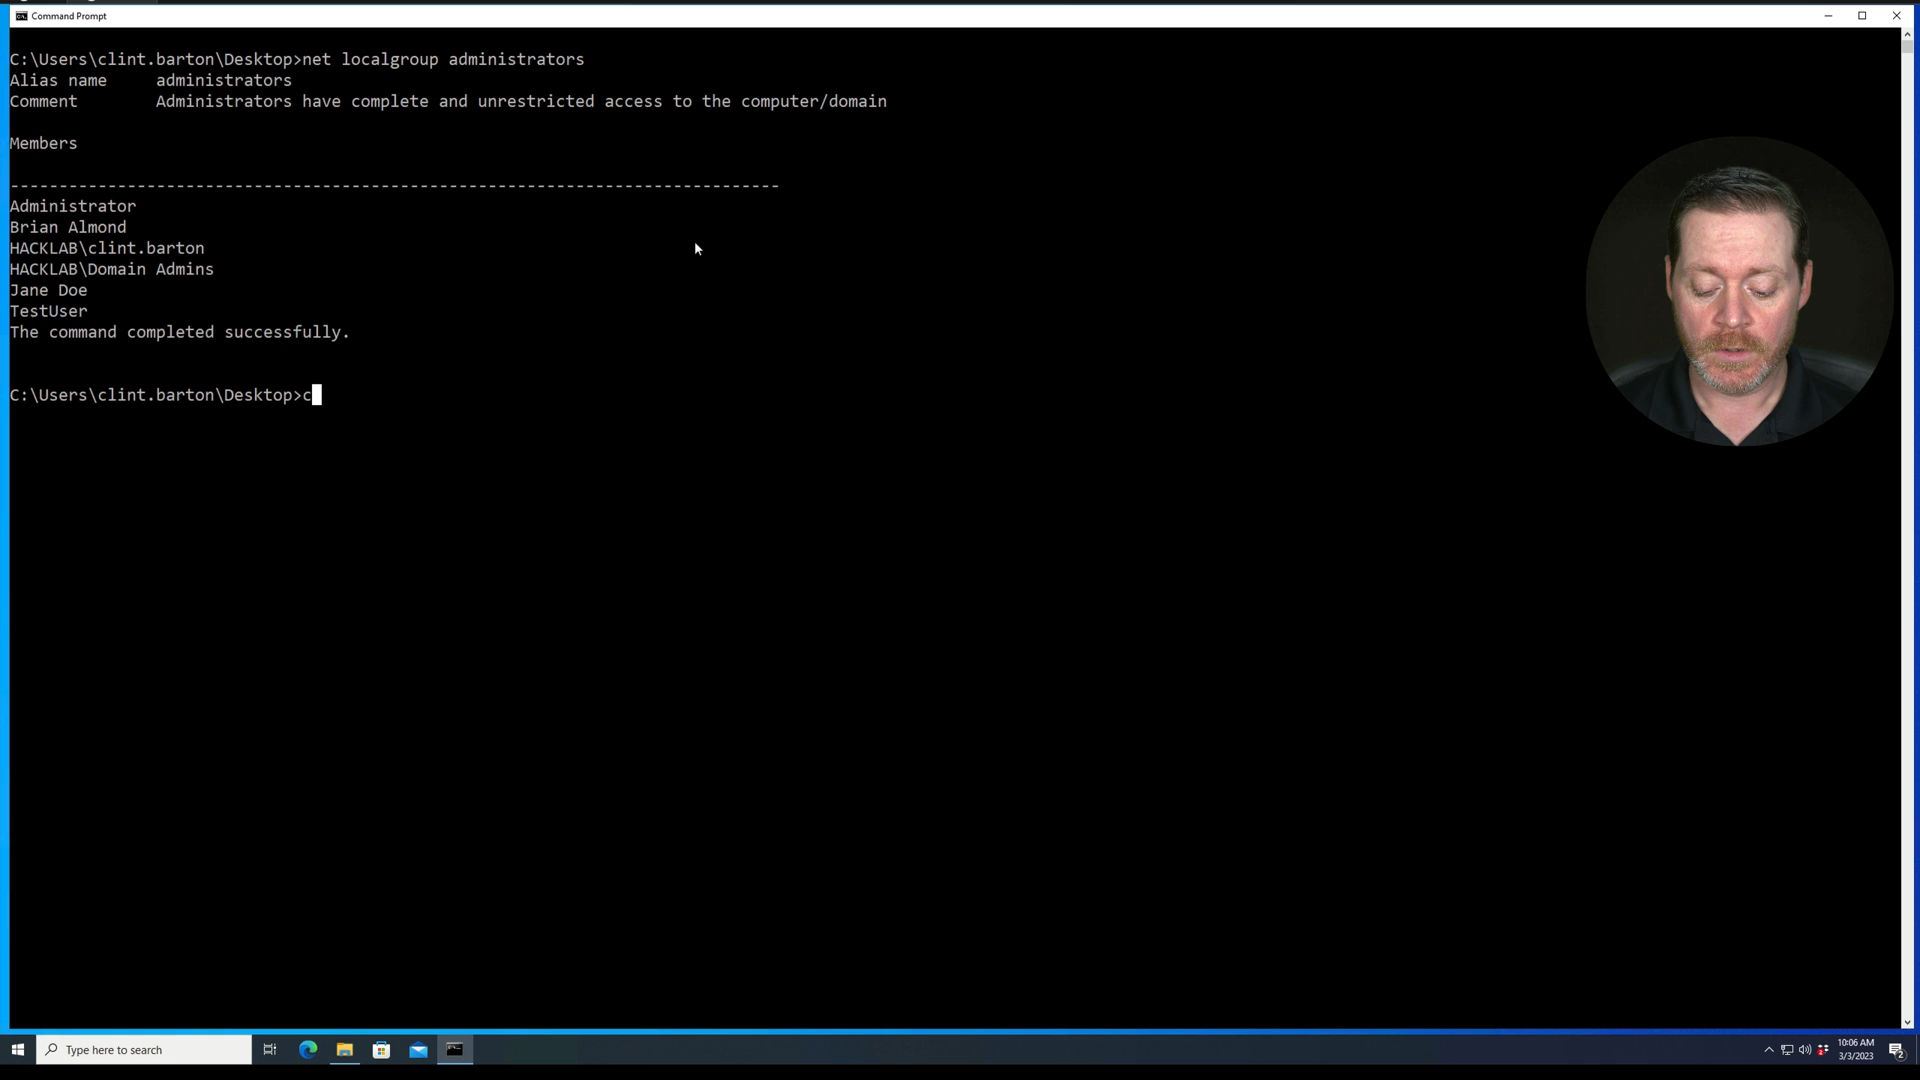 Command Prompt
C:\Users\clint.barton\Desktop>net localgroup administrators
Alias name     administrators
Comment        Administrators have complete and unrestricted access to the computer/domain
Members
-------------------------------------------------------------------------------
Administrator
Brian Almond
HACKLAB\clint.barton
HACKLAB\Domain Admins
Jane Doe
TestUser
The command completed successfully.
C:\Users\clint.barton\Desktop>c
Type here to search
10:06 AM
3/3/2023
2